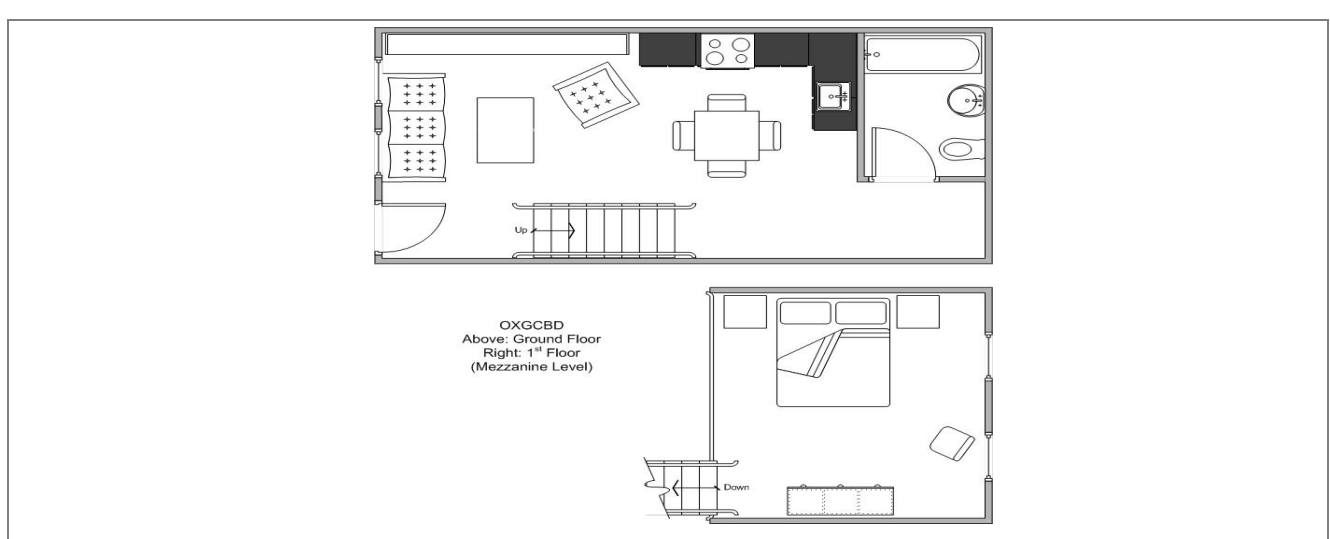 Up
OXGCBD
Above: Ground Floor
Right: 1st Floor
(Mezzanine Level)
Down